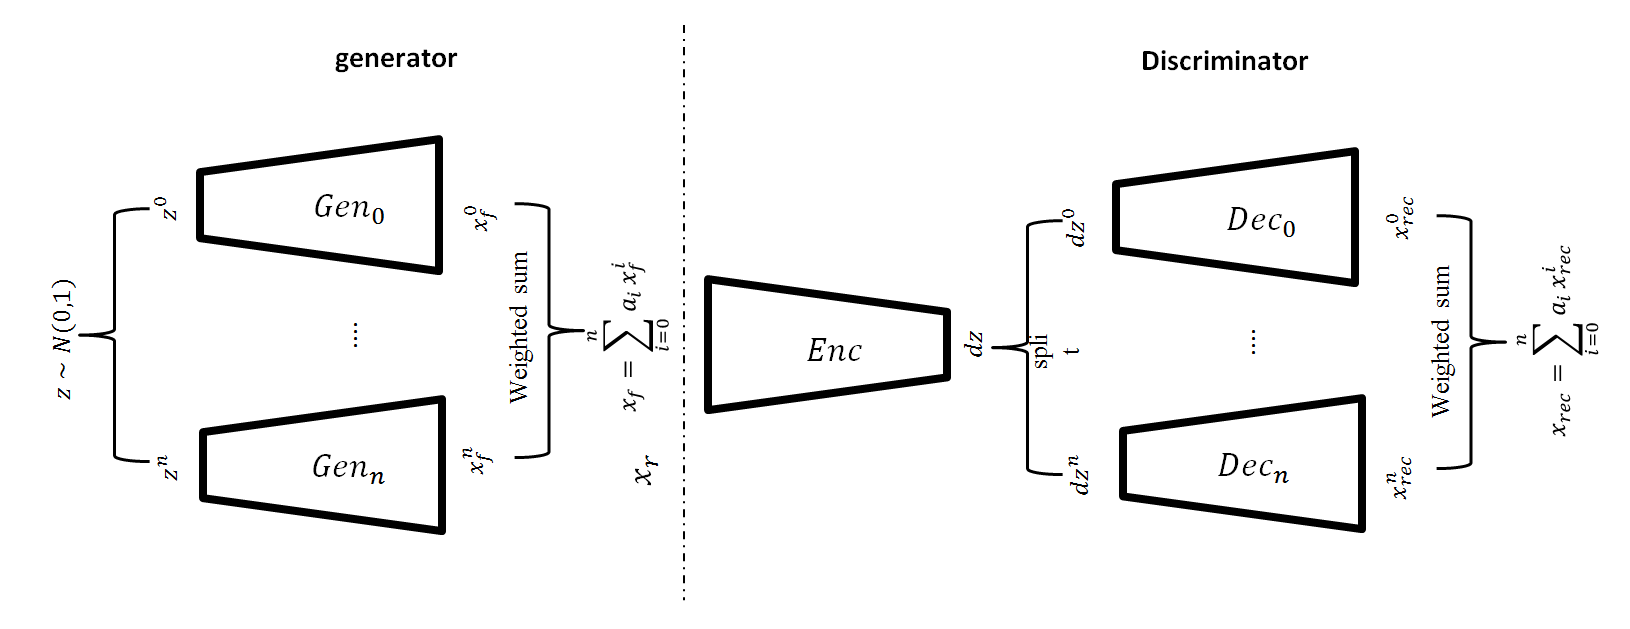 generator
Discriminator
z ~ N(0,1)
z^0
z^n
Gen_0
...
Gen_n
x_f^0
x_f^n
Weighted sum
x_f = \sum_{i=0}^{n} a_i x_f^i
x_r
Enc
dz
spli
t
dz^0
dz^n
Dec_0
...
Dec_n
x_{rec}^0
x_{rec}^n
Weighted sum
x_{rec} = \sum_{i=0}^{n} a_i x_{rec}^i